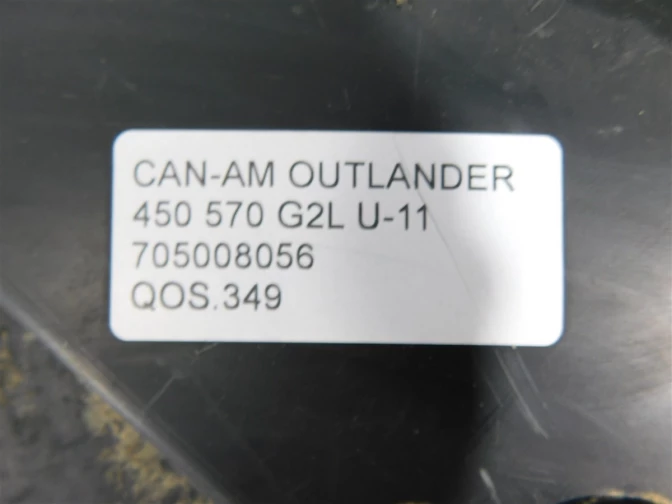 CAN-AM OUTLANDER
450 570 G2L U-11
705008056
QOS.349